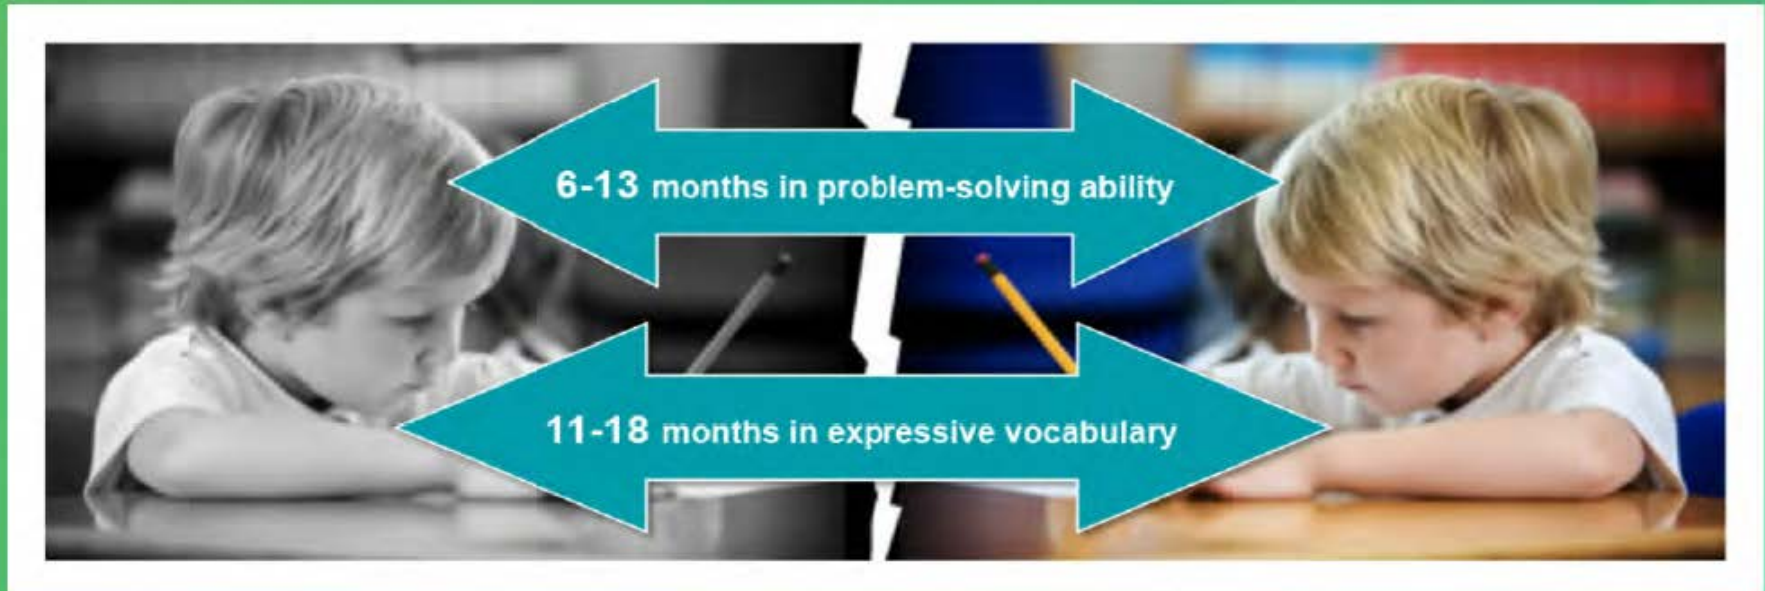 6-13 months in problem-solving ability
11-18 months in expressive vocabulary